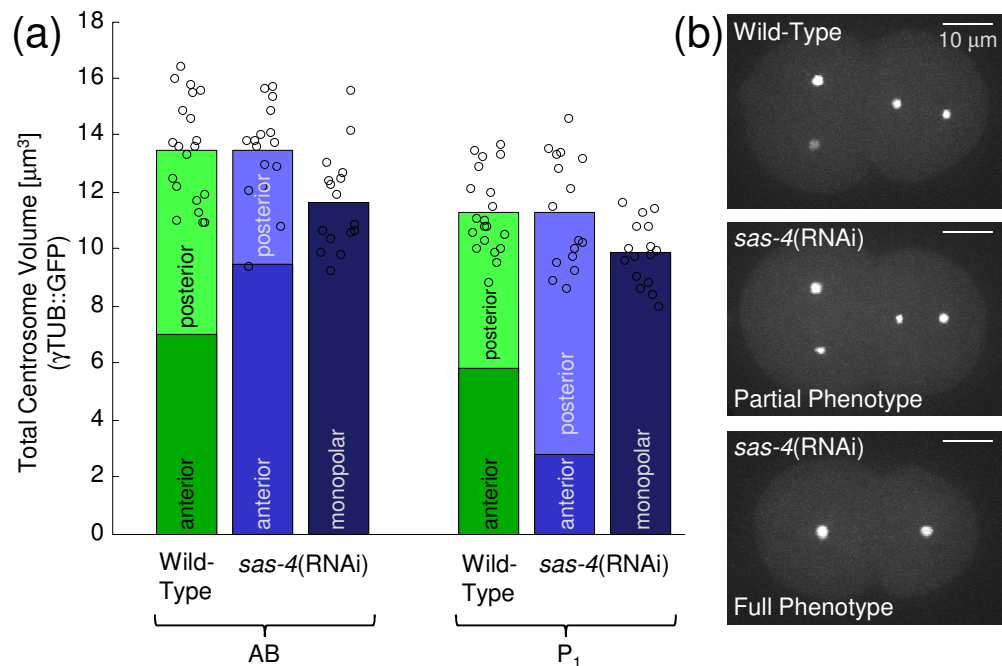 (a)
Total Centrosome Volume [μm³]
(γTUB::GFP)
18
16
14
12
10
8
6
4
2
0
posterior
anterior
posterior
anterior
monopolar
posterior
anterior
posterior
anterior
monopolar
Wild-
Type
sas-4(RNAi)
Wild-
Type
sas-4(RNAi)
AB
P₁
(b)
Wild-Type
10 μm
sas-4(RNAi)
Partial Phenotype
sas-4(RNAi)
Full Phenotype